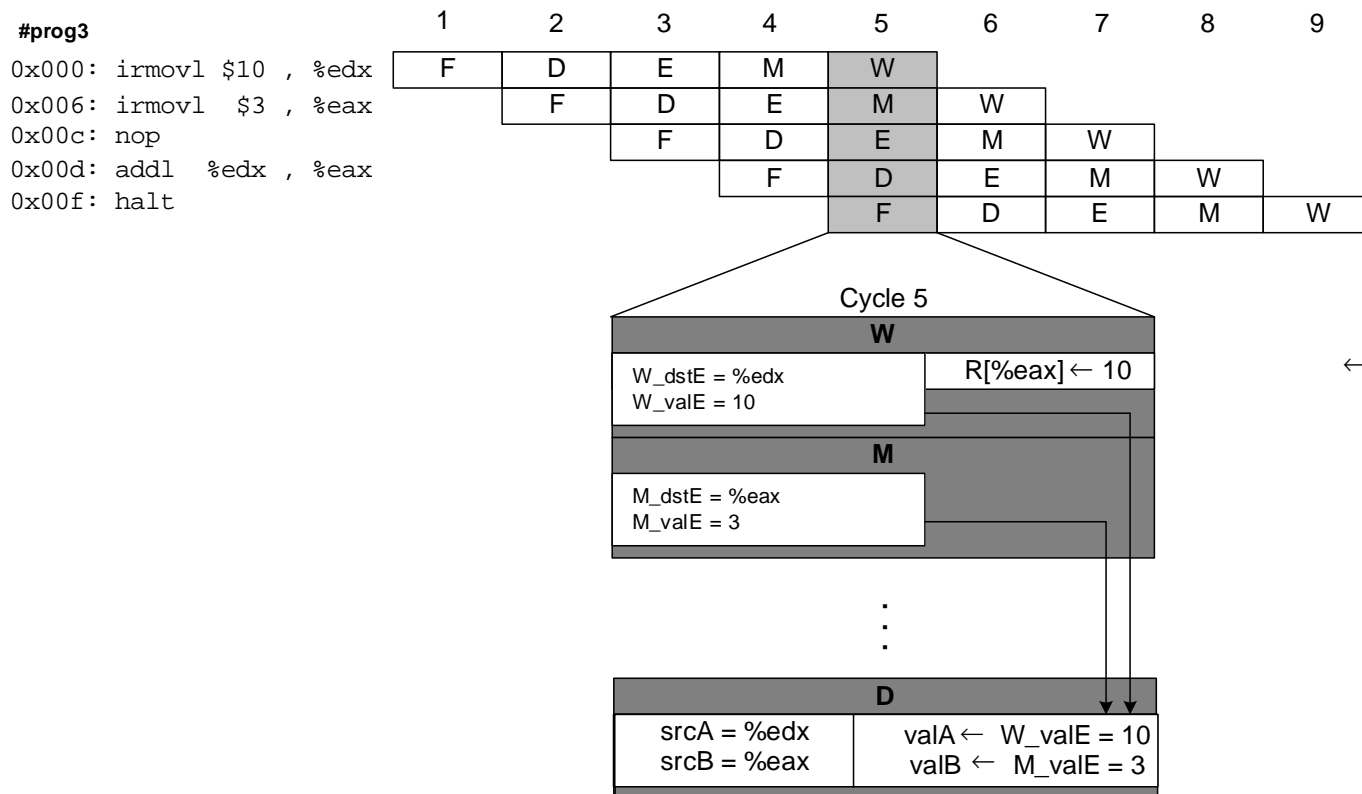 1 2 3 4 5 6 7 8 9
#prog3
0x000: irmovl $10 , %edx F D E M W
0x006: irmovl $3 , %eax F D E M W
0x00c: nop F D E M W
0x00d: addl %edx , %eax F D E M W
0x00f: halt F D E M W
Cycle 5
W
W_dstE = %edx
W_valE = 10
R[%eax] ← 10
←
M
M_dstE = %eax
M_valE = 3
D
srcA = %edx
srcB = %eax
valA ← W_valE = 10
valB ← M_valE = 3